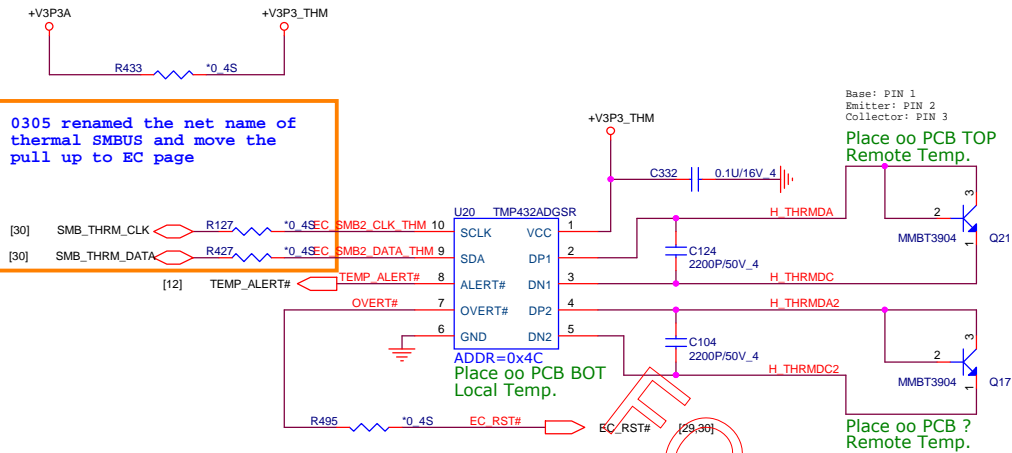 +V3P3A
+V3P3_THM
R433
*0_4S
0305 renamed the net name of
thermal SMBUS and move the
pull up to EC page
Base: PIN 1
Emitter: PIN 2
Collector: PIN 3
Place oo PCB TOP
Remote Temp.
+V3P3_THM
C332
0.1U/16V_4
[30]
SMB_THRM_CLK
R127
*0_4S
EC_SMB2_CLK_THM
[30]
SMB_THRM_DATA
R427
*0_4S
EC_SMB2_DATA_THM
[12]
TEMP_ALERT#
TEMP_ALERT#
OVERT#
U20
TMP432ADGSR
10
SCLK
VCC
1
9
SDA
DP1
2
8
ALERT#
DN1
3
7
OVERT#
DP2
4
6
GND
DN2
5
ADDR=0x4C
Place oo PCB BOT
Local Temp.
H_THRMDA
C124
2200P/50V_4
H_THRMDC
3
2
1
MMBT3904
Q21
H_THRMDA2
C104
2200P/50V_4
H_THRMDC2
3
2
1
MMBT3904
Q17
Place oo PCB ?
Remote Temp.
R495
*0_4S
EC_RST#
EC_RST#
[29,30]